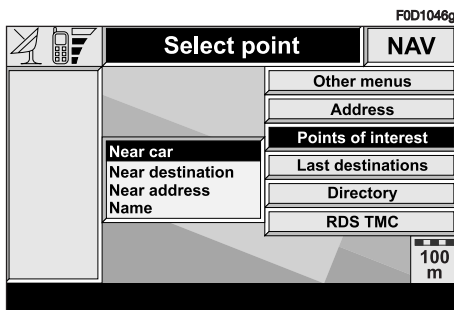 F0D1046g
Select point
NAV
Other menus
Address
Points of interest
Last destinations
Directory
RDS TMC
Near car
Near destination
Near address
Name
100
m